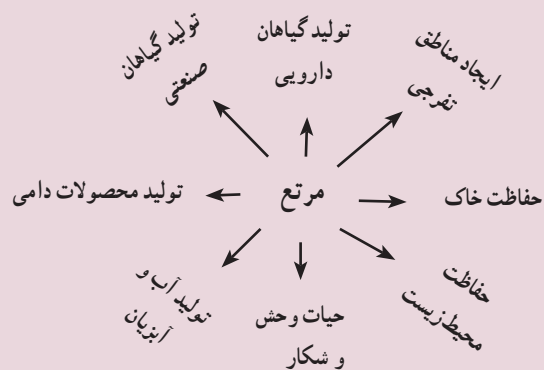 تولید گیاهان
صنعتی
تولید گیاهان
دارویی
ایجاد مناطق
تفرجی
تولید محصولات دامی
مرتع
حفاظت خاک
تولید آب و
آبزیان
حیات وحش
و شکار
حفاظت
محیط زیست